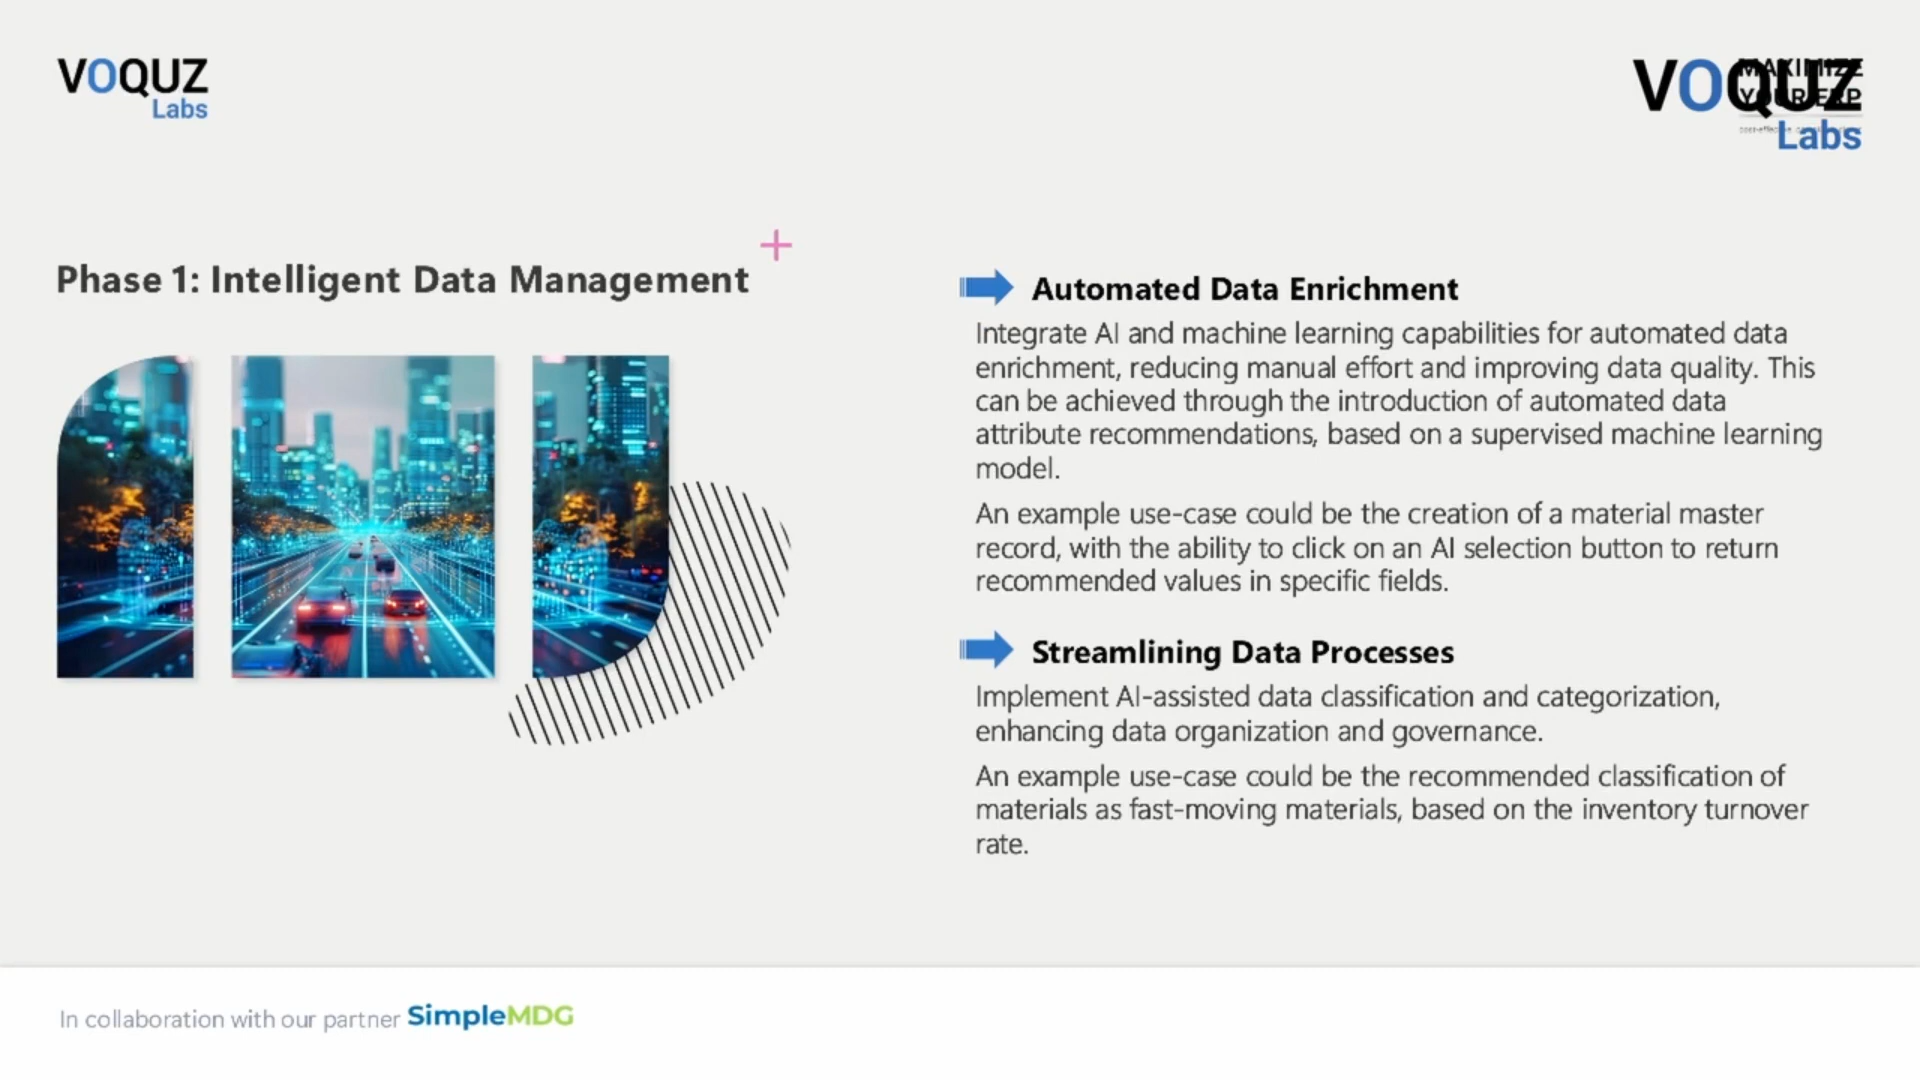 VOQUZ
Labs
MAXIMIZE
YOUR ERP
VOQUZ
Labs
Phase 1: Intelligent Data Management
Automated Data Enrichment
Integrate AI and machine learning capabilities for automated data
enrichment, reducing manual effort and improving data quality. This
can be achieved through the introduction of automated data
attribute recommendations, based on a supervised machine learning
model.
An example use-case could be the creation of a material master
record, with the ability to click on an AI selection button to return
recommended values in specific fields.
Streamlining Data Processes
Implement AI-assisted data classification and categorization,
enhancing data organization and governance.
An example use-case could be the recommended classification of
materials as fast-moving materials, based on the inventory turnover
rate.
In collaboration with our partner SimpleMDG